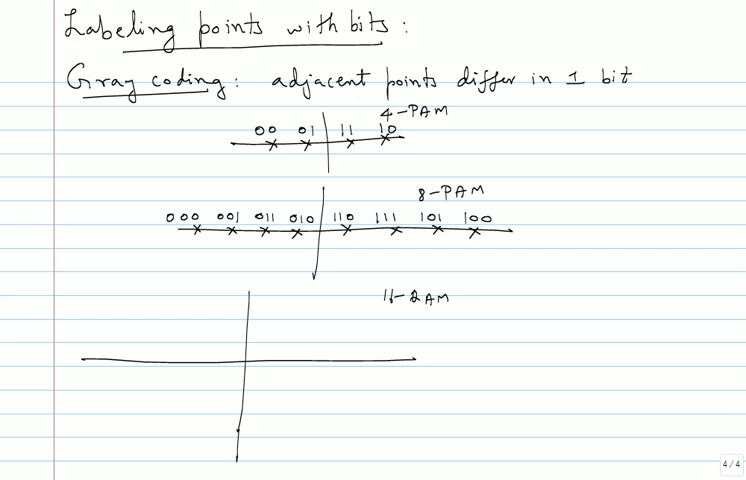 Labeling points with bits :
Gray coding : adjacent points differ in 1 bit
4-PAM
00 01 11 10
8-PAM
000 001 011 010 110 111 101 100
16-QAM
4/4